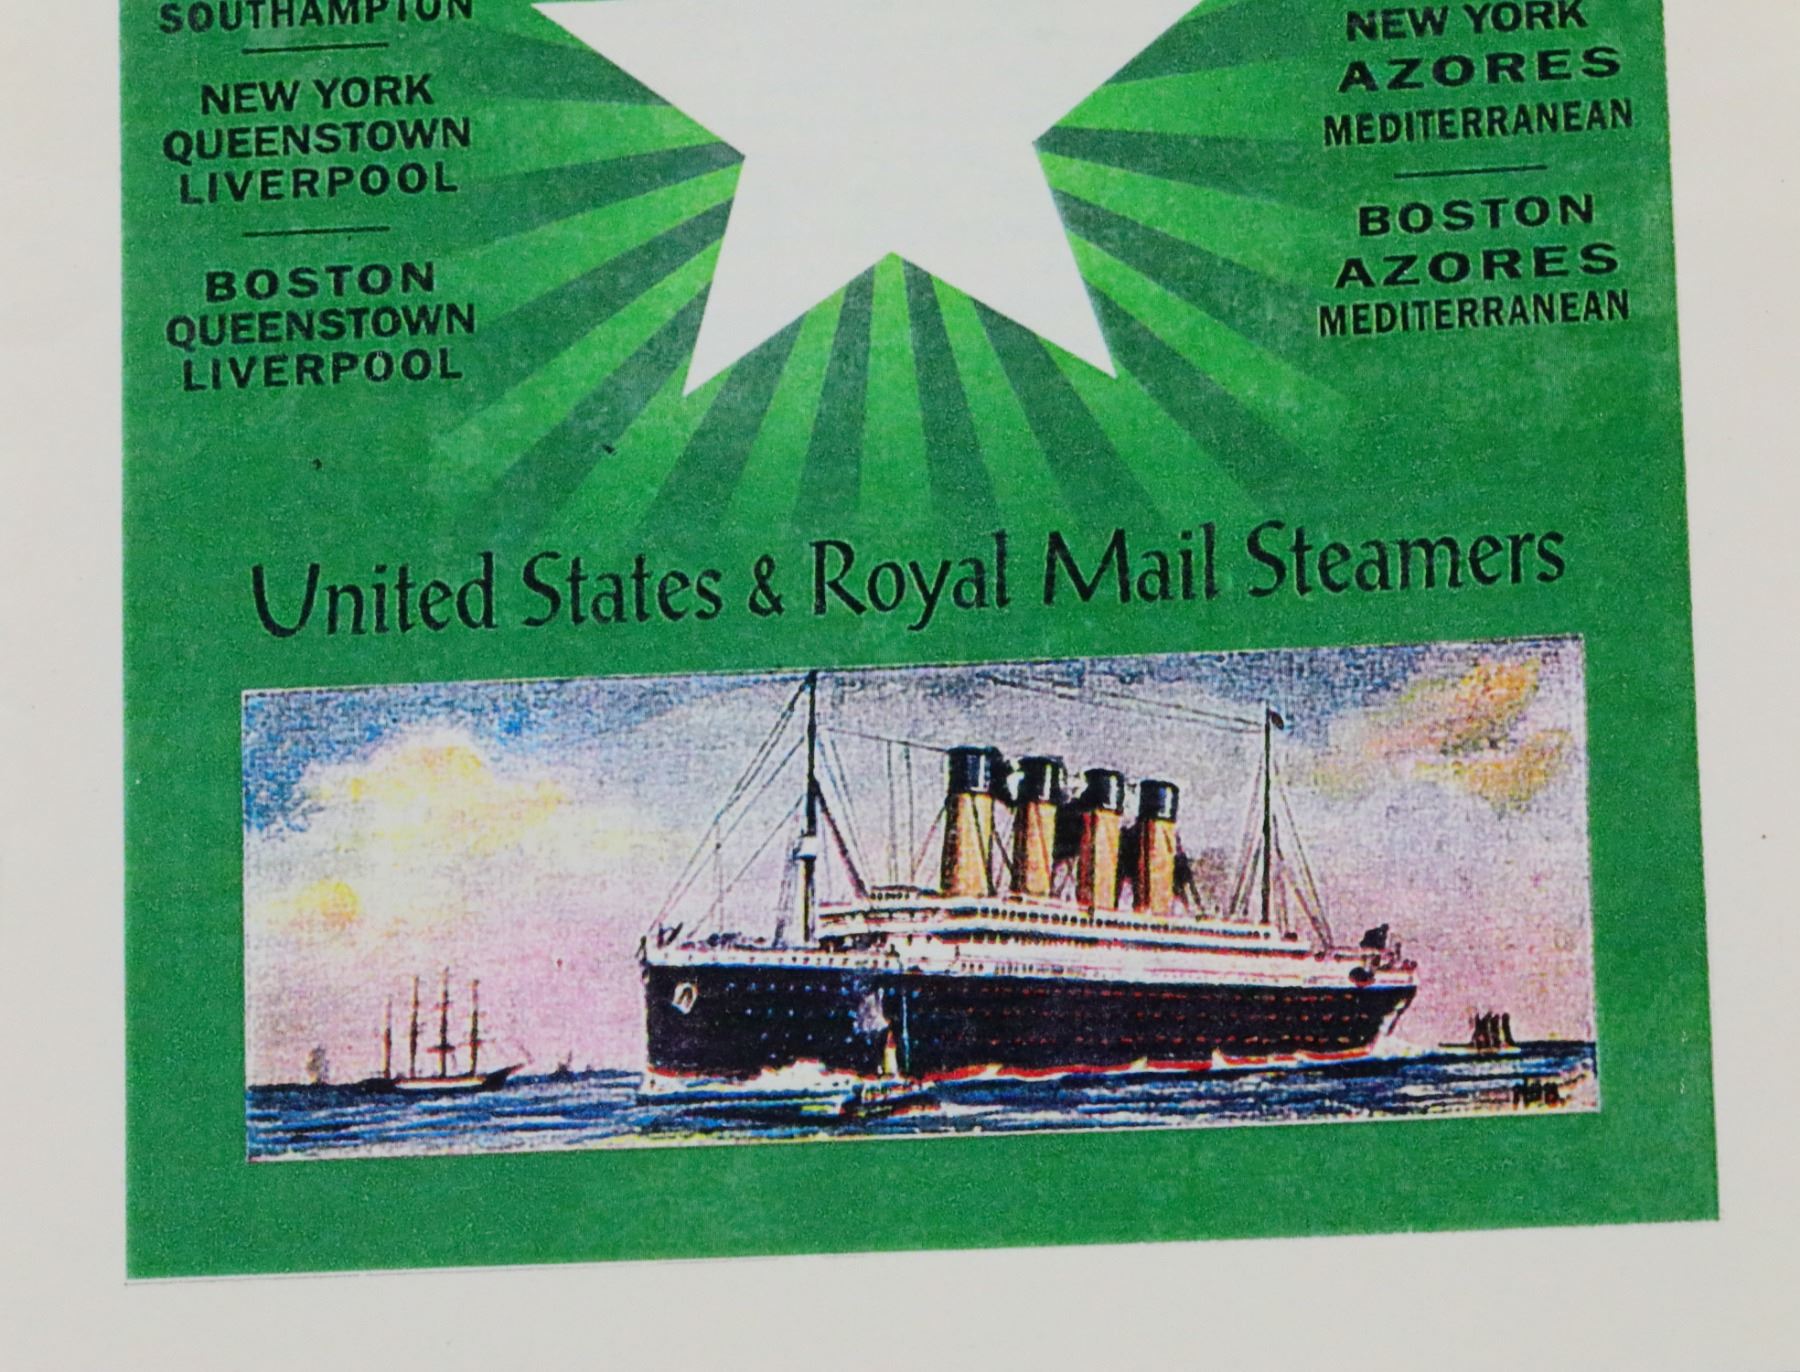 SOUTHAMPTON
NEW YORK
QUEENSTOWN
LIVERPOOL
BOSTON
QUEENSTOWN
LIVERPOOL
NEW YORK
AZORES
MEDITERRANEAN
BOSTON
AZORES
MEDITERRANEAN
United States & Royal Mail Steamers